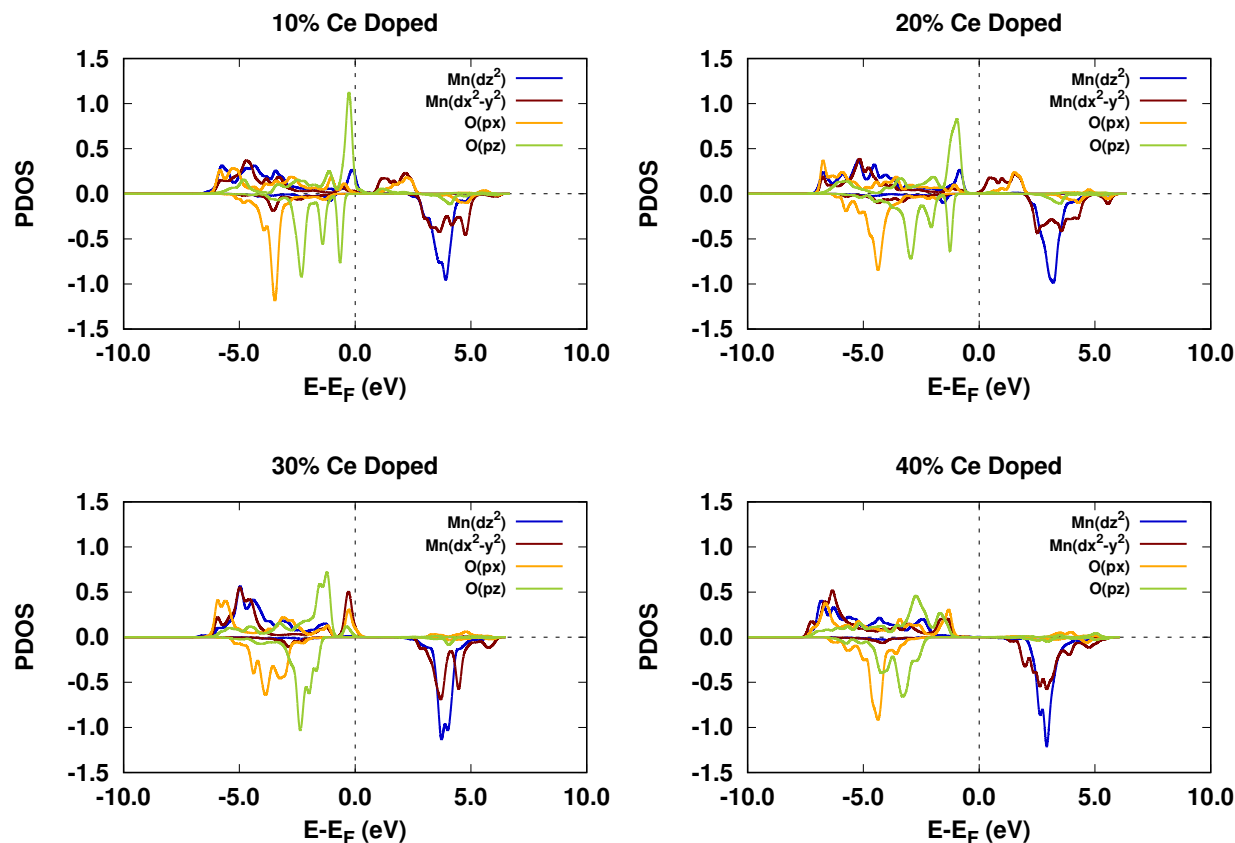 10% Ce Doped
1.5
1.0
0.5
0.0
-0.5
-1.0
-1.5
PDOS
Mn(dz²)
Mn(dx²-y²)
O(px)
O(pz)
-10.0 -5.0 0.0 5.0 10.0
E-E_F (eV)
20% Ce Doped
1.5
1.0
0.5
0.0
-0.5
-1.0
-1.5
PDOS
Mn(dz²)
Mn(dx²-y²)
O(px)
O(pz)
-10.0 -5.0 0.0 5.0 10.0
E-E_F (eV)
30% Ce Doped
1.5
1.0
0.5
0.0
-0.5
-1.0
-1.5
PDOS
Mn(dz²)
Mn(dx²-y²)
O(px)
O(pz)
-10.0 -5.0 0.0 5.0 10.0
E-E_F (eV)
40% Ce Doped
1.5
1.0
0.5
0.0
-0.5
-1.0
-1.5
PDOS
Mn(dz²)
Mn(dx²-y²)
O(px)
O(pz)
-10.0 -5.0 0.0 5.0 10.0
E-E_F (eV)